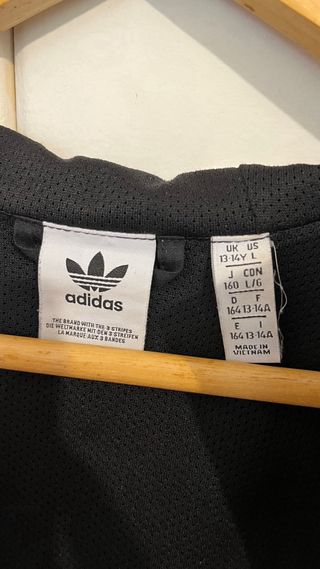 adidas
THE BRAND WITH THE 3 STRIPES
DIE WELTMARKE MIT DEN 3 STREIFEN
LA MARQUE AUX 3 BANDES
UK US
13-14Y L
J CON
160 L/G
D F
164 13-14A
E I
164 13-14A
MADE IN
VIETNAM